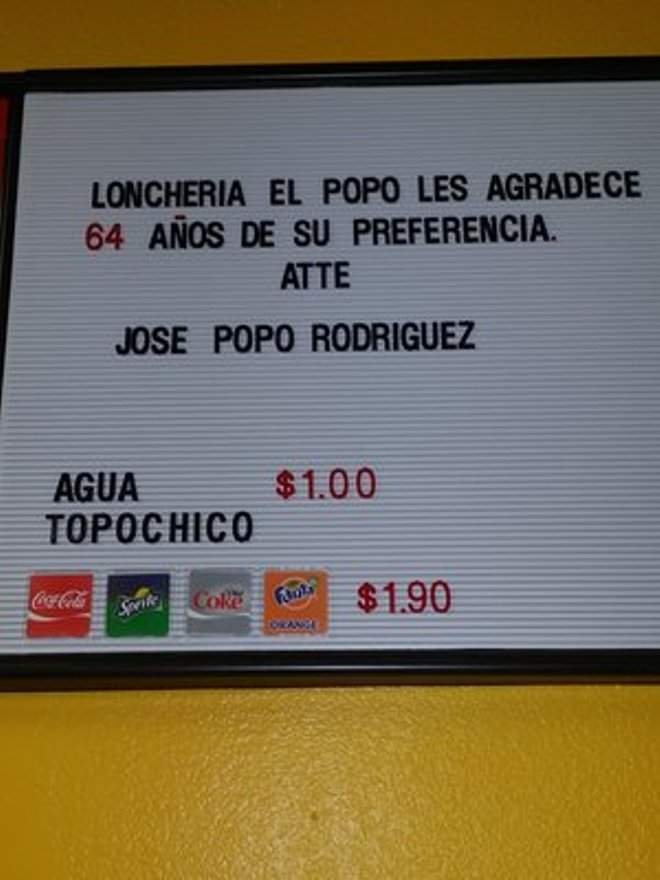 LONCHERIA EL POPO LES AGRADECE
64 AÑOS DE SU PREFERENCIA.
ATTE
JOSE POPO RODRIGUEZ
AGUA $1.00
TOPOCHICO
Coca-Cola Sprite Diet Coke Fanta ORANGE $1.90